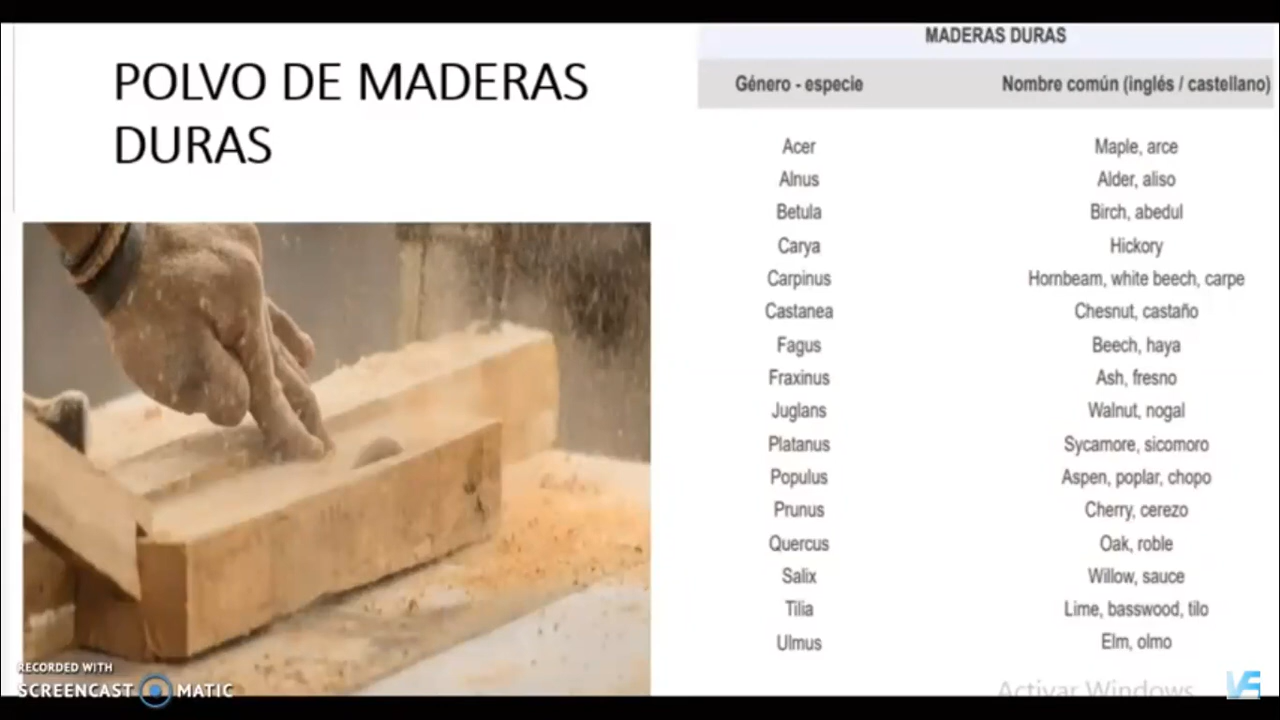 POLVO DE MADERAS
DURAS
MADERAS DURAS
Género - especie Nombre común (inglés / castellano)
Acer Maple, arce
Alnus Alder, aliso
Betula Birch, abedul
Carya Hickory
Carpinus Hornbeam, white beech, carpe
Castanea Chesnut, castaño
Fagus Beech, haya
Fraxinus Ash, fresno
Juglans Walnut, nogal
Platanus Sycamore, sicomoro
Populus Aspen, poplar, chopo
Prunus Cherry, cerezo
Quercus Oak, roble
Salix Willow, sauce
Tilia Lime, basswood, tilo
Ulmus Elm, olmo
RECORDED WITH
SCREENCAST MATIC
Activar Windows